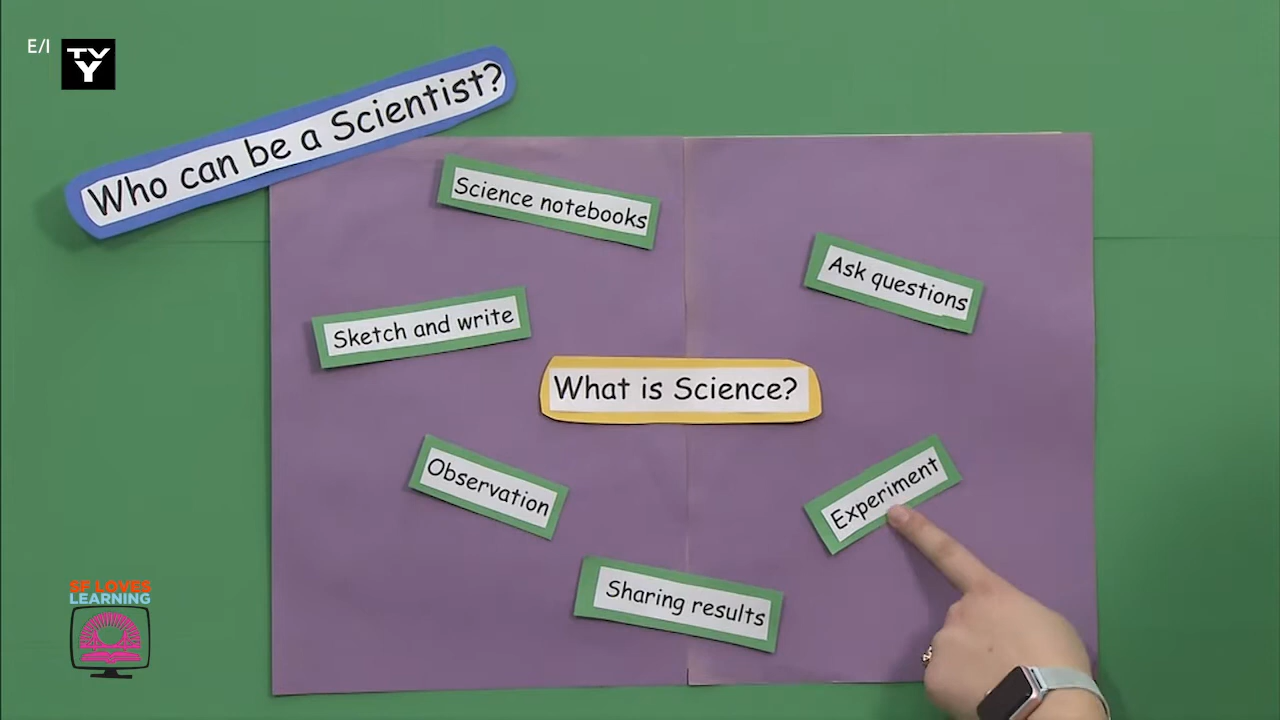 E/I
TV
Y
Who can be a Scientist?
Science notebooks
Ask questions
Sketch and write
What is Science?
Observation
Experiment
Sharing results
SF LOVES
LEARNING